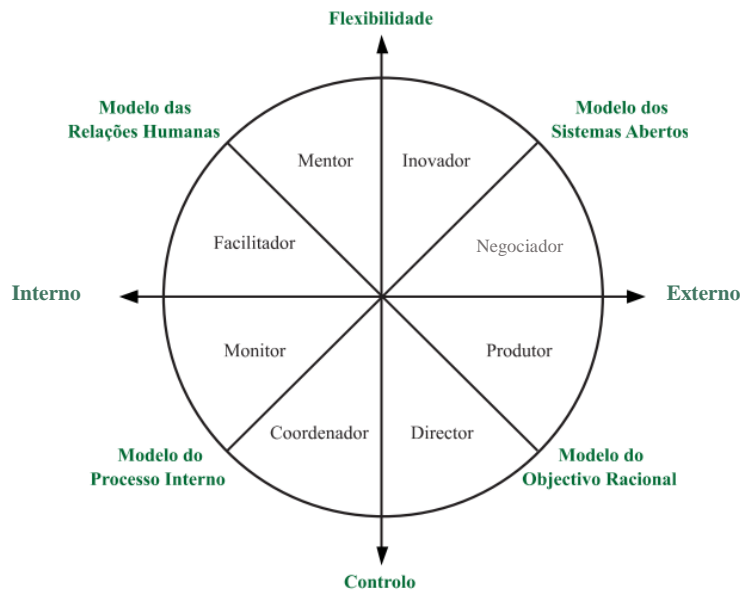 Flexibilidade
Modelo das
Relações Humanas
Modelo dos
Sistemas Abertos
Mentor
Inovador
Facilitador
Negociador
Interno
Externo
Monitor
Produtor
Coordenador
Director
Modelo do
Processo Interno
Modelo do
Objectivo Racional
Controlo